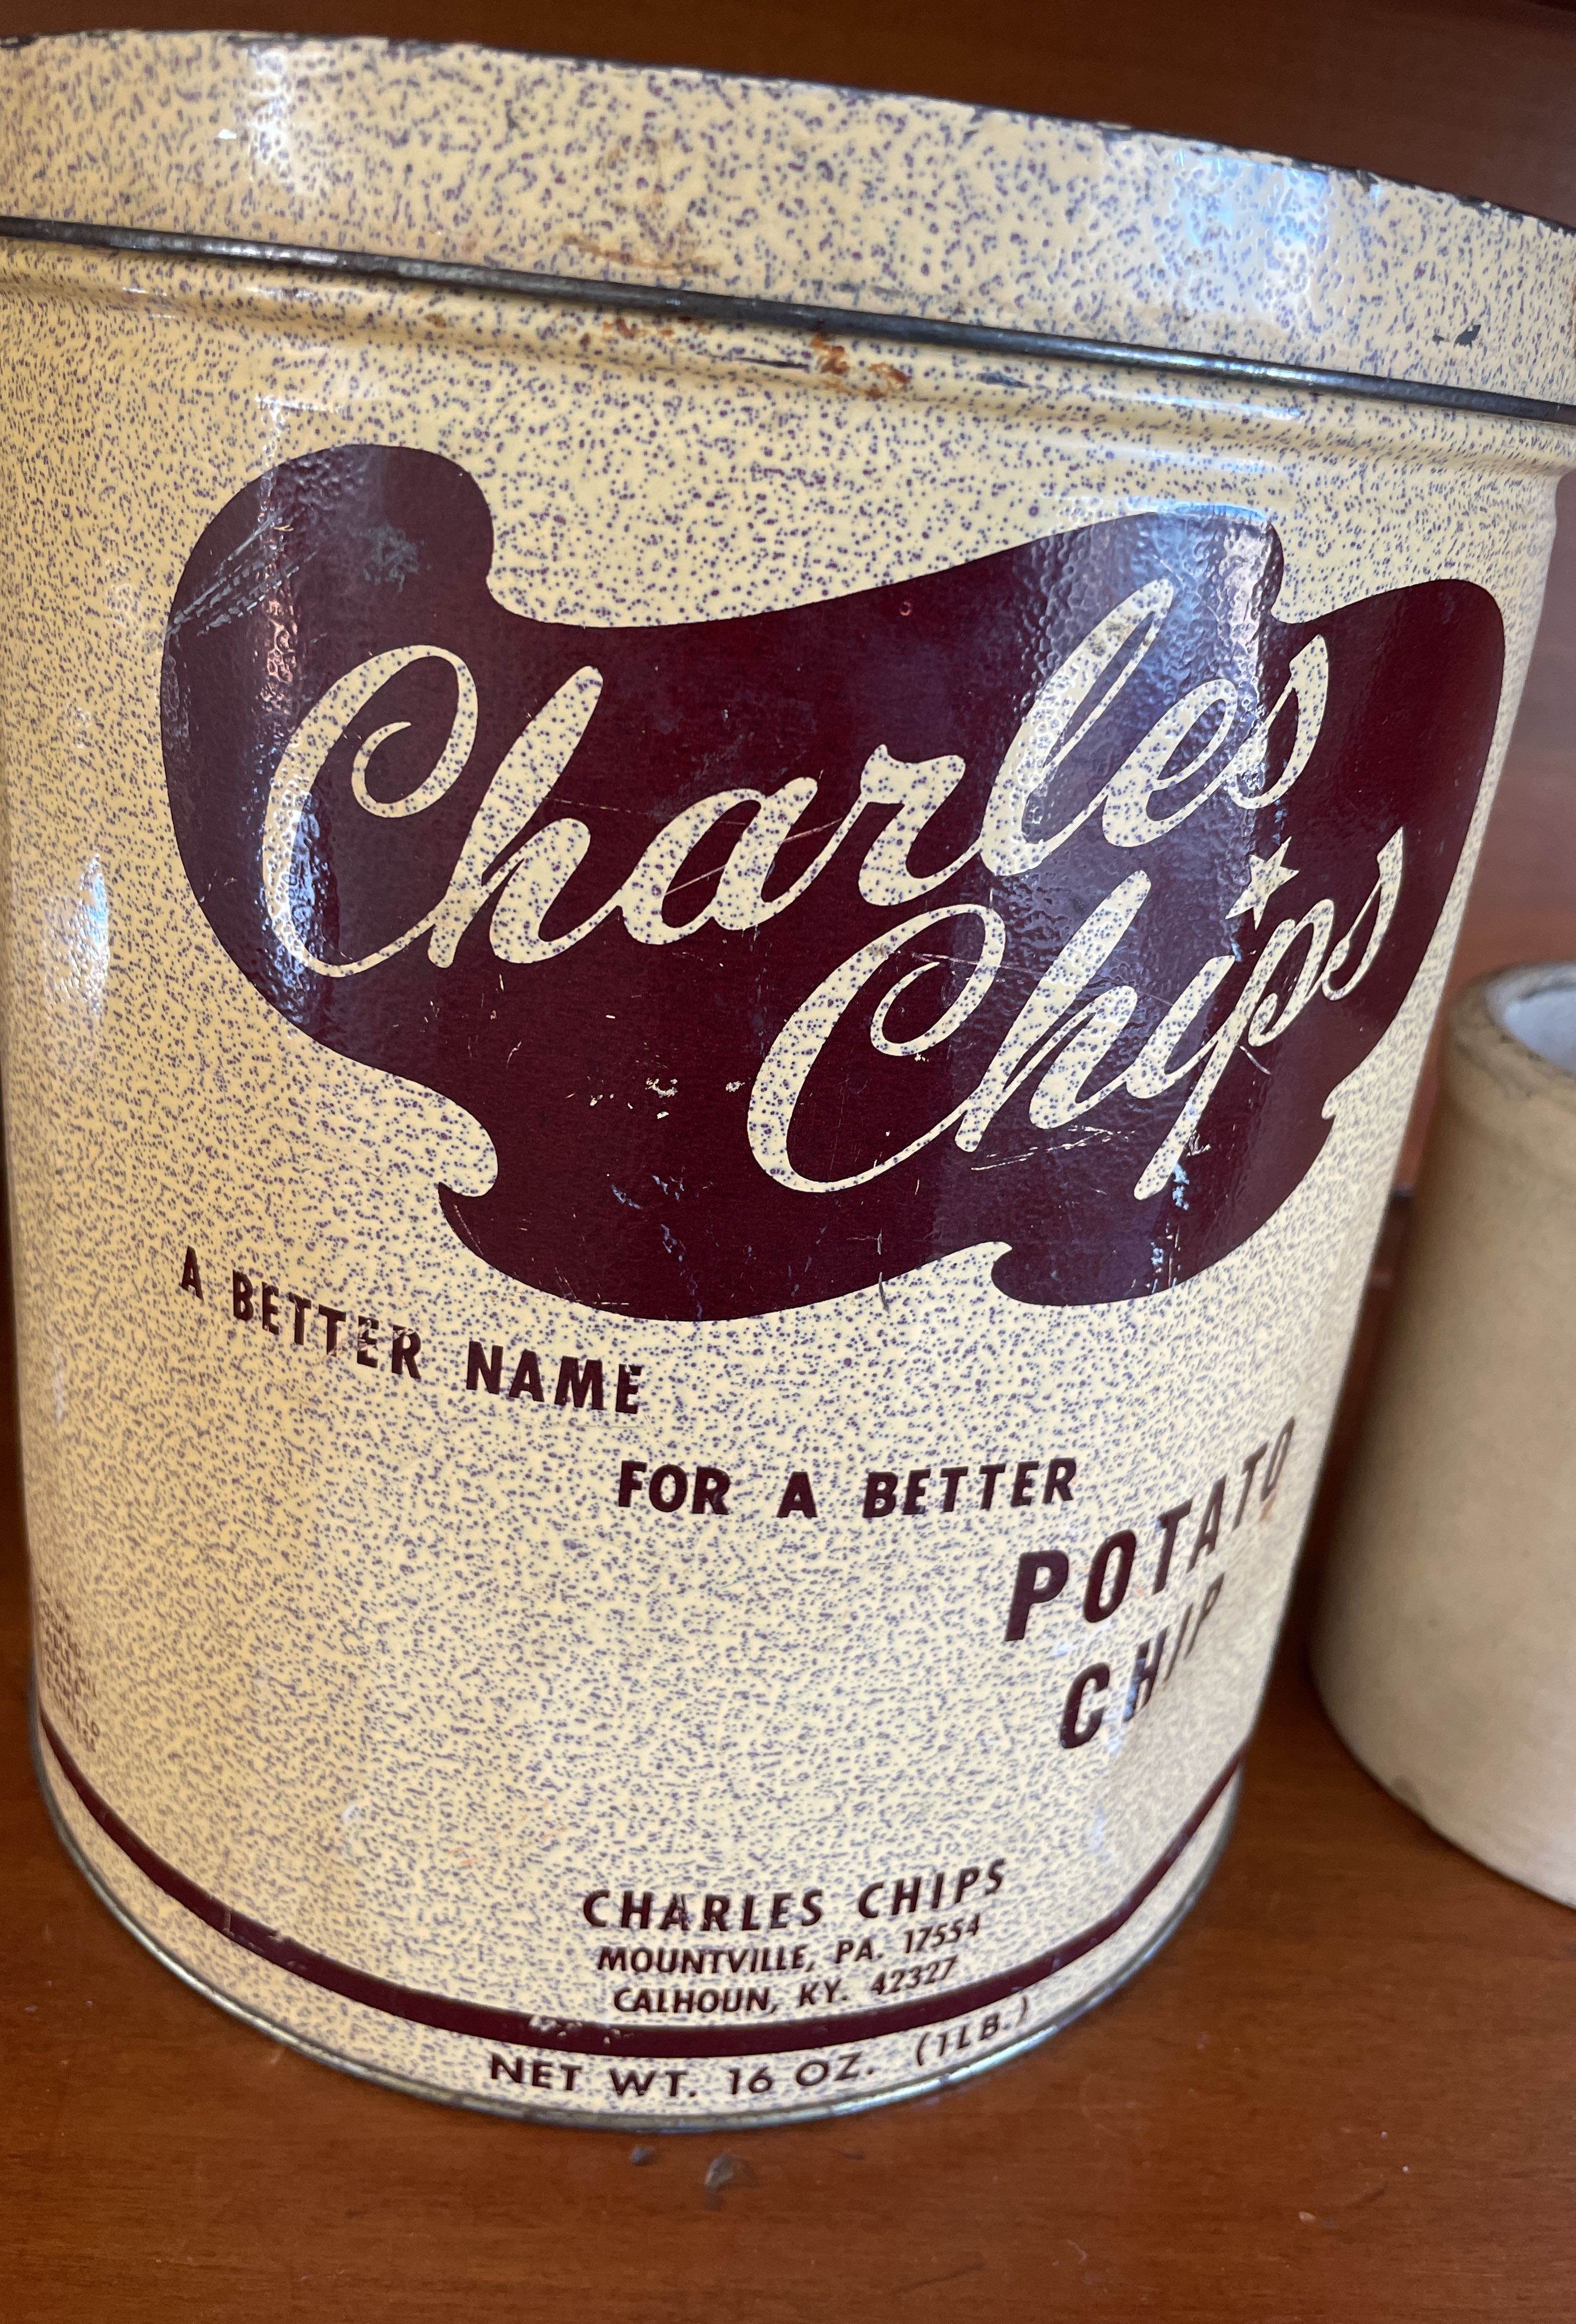 Charles
Chips
A BETTER NAME
FOR A BETTER
POTATO
CHIP
CHARLES CHIPS
MOUNTVILLE, PA. 17554
CALHOUN, KY. 42327
NET WT. 16 OZ. (1LB.)